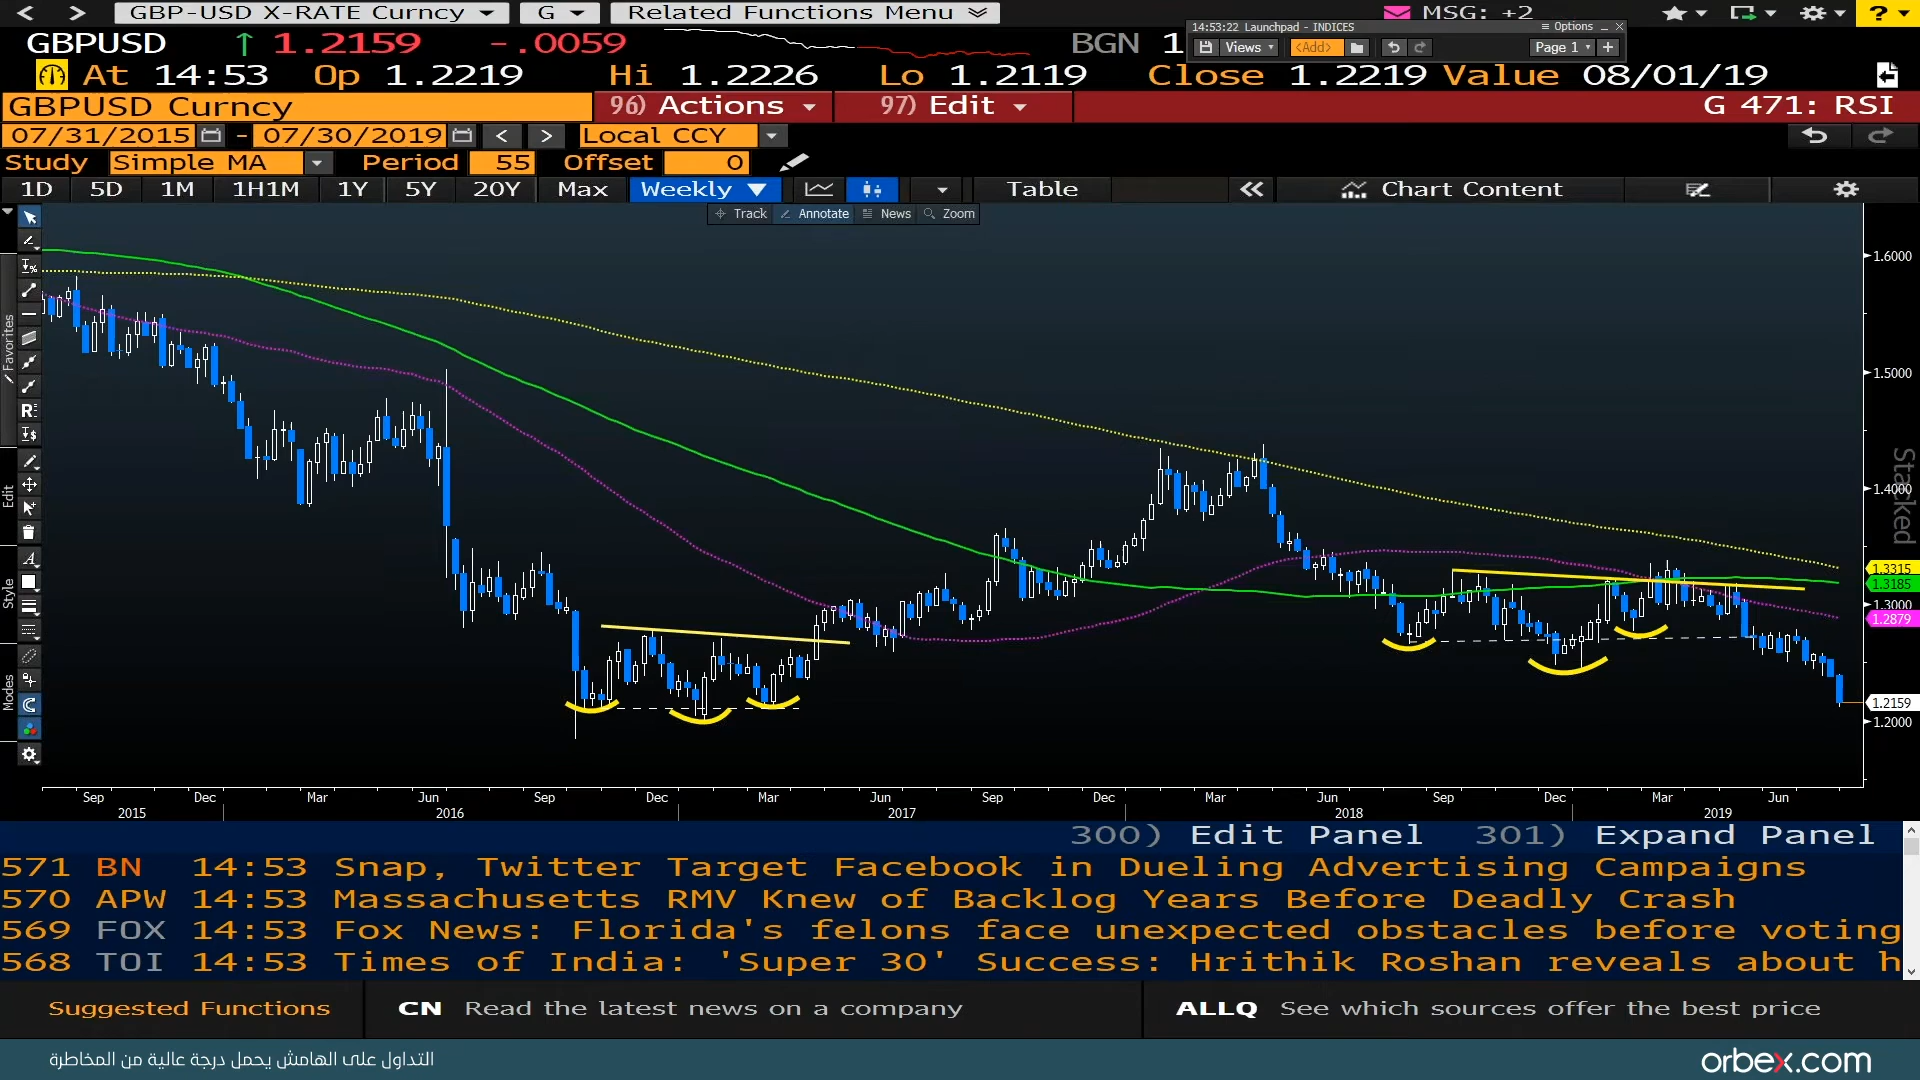 < > GBP-USD X-RATE Curncy G Related Functions Menu MSG: +2 ?
14:53:22 Launchpad - INDICES Options
Views <Add> Page 1 +
GBPUSD ↑ 1.2159 -.0059 BGN 1
At 14:53 Op 1.2219 Hi 1.2226 Lo 1.2119 Close 1.2219 Value 08/01/19
GBPUSD Curncy 96) Actions 97) Edit G 471: RSI
07/31/2015 - 07/30/2019 < > Local CCY
Study Simple MA Period 55 Offset 0
1D 5D 1M 1H1M 1Y 5Y 20Y Max Weekly Table Chart Content
Track Annotate News Zoom
Favorites
Edit
Style
Modes
Stacked
1.6000
1.5000
1.4000
1.3315
1.3185
1.3000
1.2879
1.2159
1.2000
Sep Dec Mar Jun Sep Dec Mar Jun Sep Dec Mar Jun Sep Dec Mar Jun
2015 2016 2017 2018 2019
300) Edit Panel 301) Expand Panel
571 BN 14:53 Snap, Twitter Target Facebook in Dueling Advertising Campaigns
570 APW 14:53 Massachusetts RMV Knew of Backlog Years Before Deadly Crash
569 FOX 14:53 Fox News: Florida's felons face unexpected obstacles before voting
568 TOI 14:53 Times of India: 'Super 30' Success: Hrithik Roshan reveals about h
Suggested Functions CN Read the latest news on a company ALLQ See which sources offer the best price
التداول على الهامش يحمل درجة عالية من المخاطرة
orbex.com